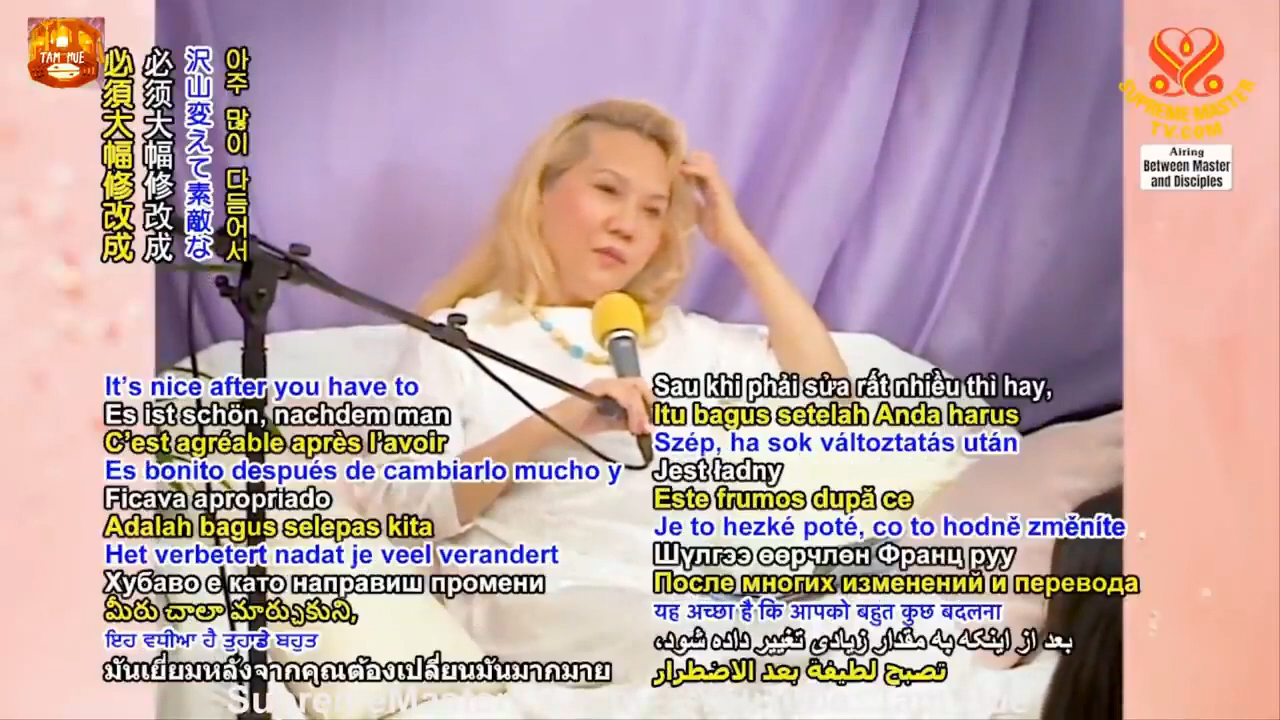 TAM HUE
必須大幅修改成
必须大幅修改成
沢山変えて素敵な
아주 많이 다듬어서
SUPREME MASTER
TV.COM
Airing
Between Master
and Disciples
It's nice after you have to
Es ist schön, nachdem man
C'est agréable après l'avoir
Es bonito después de cambiarlo mucho y
Ficava apropriado
Adalah bagus selepas kita
Het verbetert nadat je veel verandert
Хубаво е като направиш промени
మీరు చాలా మార్చుకుని,
ਇਹ ਵਧੀਆ ਹੈ ਤੁਹਾਡੇ ਬਹੁਤ
มันเยี่ยมหลังจากคุณต้องเปลี่ยนมันมากมาย
Sau khi phải sửa rất nhiều thì hay,
Itu bagus setelah Anda harus
Szép, ha sok változtatás után
Jest ładny
Este frumos după ce
Je to hezké poté, co to hodně změníte
Шүлгээ өөрчлөн Франц руу
После многих изменений и перевода
यह अच्छा है कि आपको बहुत कुछ बदलना
بعد از اینکه به مقدار زیادی تغییر داده شود،
تصبح لطيفة بعد الاضطرار